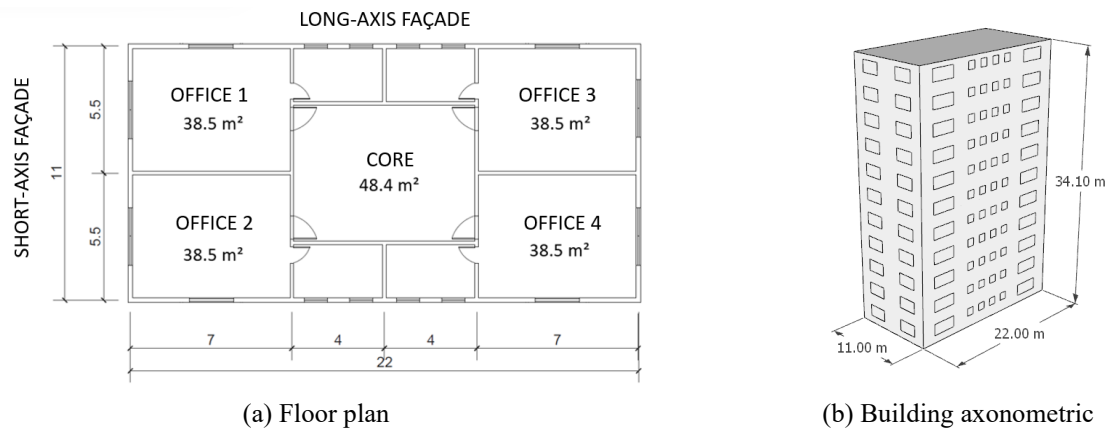 LONG-AXIS FAÇADE
SHORT-AXIS FAÇADE
11
5.5
5.5
OFFICE 1
38.5 m²
OFFICE 3
38.5 m²
CORE
48.4 m²
OFFICE 2
38.5 m²
OFFICE 4
38.5 m²
7
4
4
7
22
34.10 m
11.00 m
22.00 m
(a) Floor plan
(b) Building axonometric